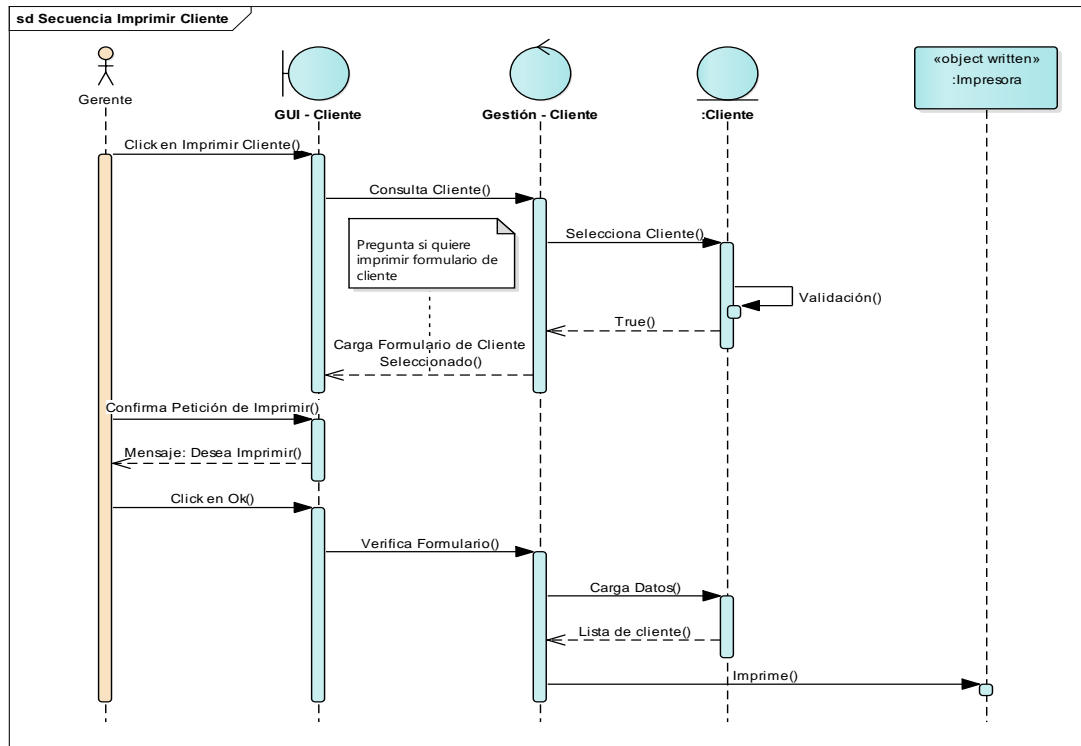 sd Secuencia Imprimir Cliente
«object written»
:Impresora
Gerente
GUI - Cliente
Gestión - Cliente
:Cliente
Click en Imprimir Cliente()
Consulta Cliente()
Pregunta si quiere
imprimir formulario de
cliente
Selecciona Cliente()
Validación()
True()
Carga Formulario de Cliente
Seleccionado()
Confirma Petición de Imprimir()
Mensaje: Desea Imprimir()
Click en Ok()
Verifica Formulario()
Carga Datos()
Lista de cliente()
Imprime()